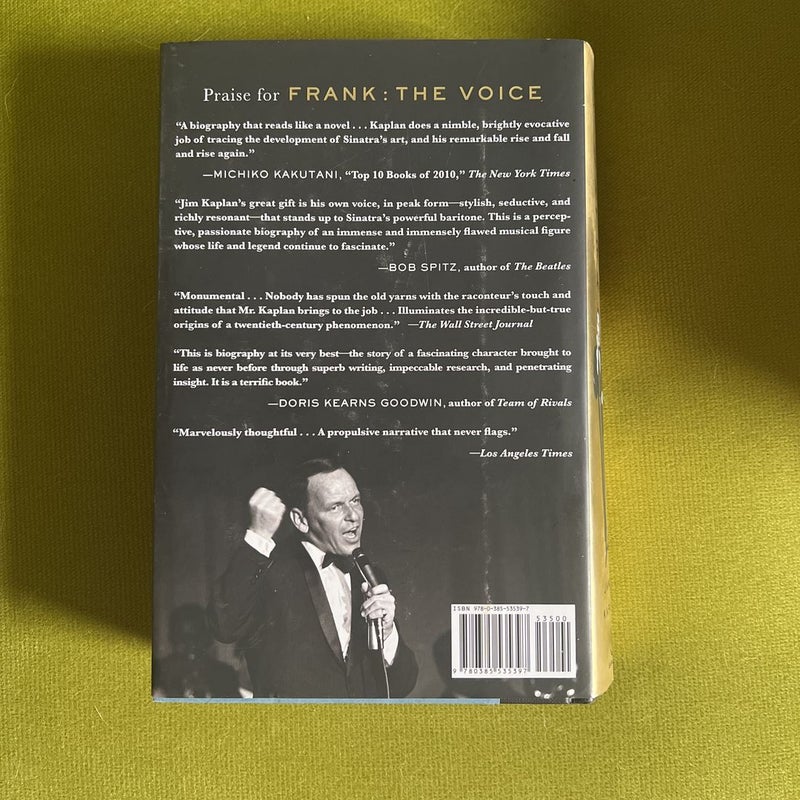 Praise for FRANK : THE VOICE
“A biography that reads like a novel . . . Kaplan does a nimble, brightly evocative
job of tracing the development of Sinatra’s art, and his remarkable rise and fall
and rise again.”
—MICHIKO KAKUTANI, “Top 10 Books of 2010,” The New York Times
“Jim Kaplan’s great gift is his own voice, in peak form—stylish, seductive, and
richly resonant—that stands up to Sinatra’s powerful baritone. This is a percep-
tive, passionate biography of an immense and immensely flawed musical figure
whose life and legend continue to fascinate.”
—BOB SPITZ, author of The Beatles
“Monumental . . . Nobody has spun the old yarns with the raconteur’s touch and
attitude that Mr. Kaplan brings to the job . . . Illuminates the incredible-but-true
origins of a twentieth-century phenomenon.” —The Wall Street Journal
“This is biography at its very best—the story of a fascinating character brought to
life as never before through superb writing, impeccable research, and penetrating
insight. It is a terrific book.”
—DORIS KEARNS GOODWIN, author of Team of Rivals
“Marvelously thoughtful . . . A propulsive narrative that never flags.”
—Los Angeles Times
ISBN 978-0-385-53539-7
53500
9 780385 535397